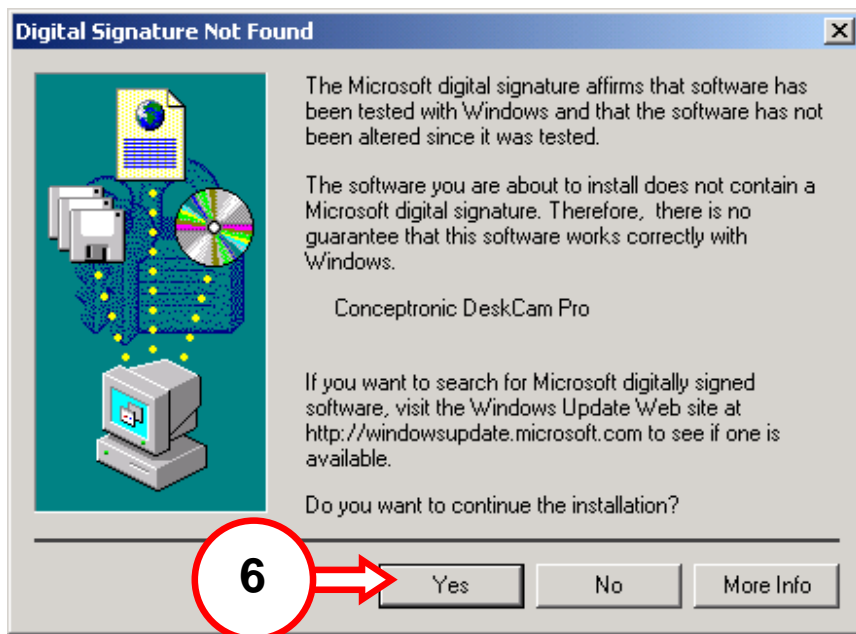 Digital Signature Not Found
The Microsoft digital signature affirms that software has
been tested with Windows and that the software has not
been altered since it was tested.
The software you are about to install does not contain a
Microsoft digital signature. Therefore, there is no
guarantee that this software works correctly with
Windows.
Conceptronic DeskCam Pro
If you want to search for Microsoft digitally signed
software, visit the Windows Update Web site at
http://windowsupdate.microsoft.com to see if one is
available.
Do you want to continue the installation?
6 Yes No More Info